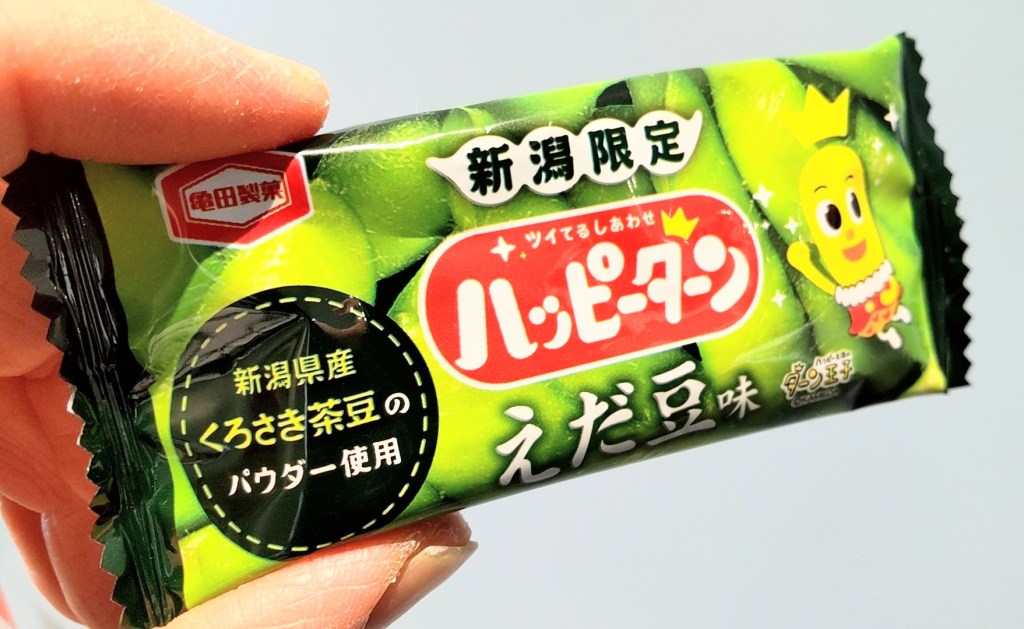 亀田製菓
新潟限定
ツイてるしあわせ
ハッピーターン
えだ豆味
新潟県産
くろさき茶豆の
パウダー使用
ターン王子